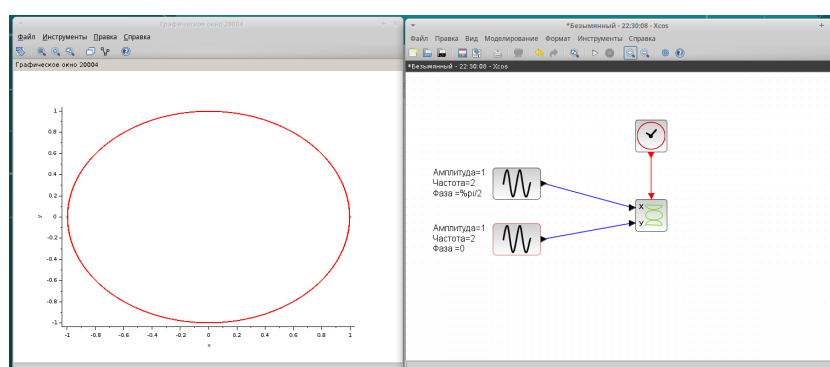 Графическое окно 20004
Файл Инструменты Правка Справка
Графическое окно 20004
1
0.8
0.6
0.4
0.2
y 0
-0.2
-0.4
-0.6
-0.8
-1
-1 -0.8 -0.6 -0.4 -0.2 0 0.2 0.4 0.6 0.8 1
x
*Безымянный - 22:30:08 - Xcos
Файл Правка Вид Моделирование Формат Инструменты Справка
*Безымянный - 22:30:08 - Xcos
Амплитуда=1
Частота=2
Фаза =%pi/2
X
y
Амплитуда=1
Частота=2
Фаза =0